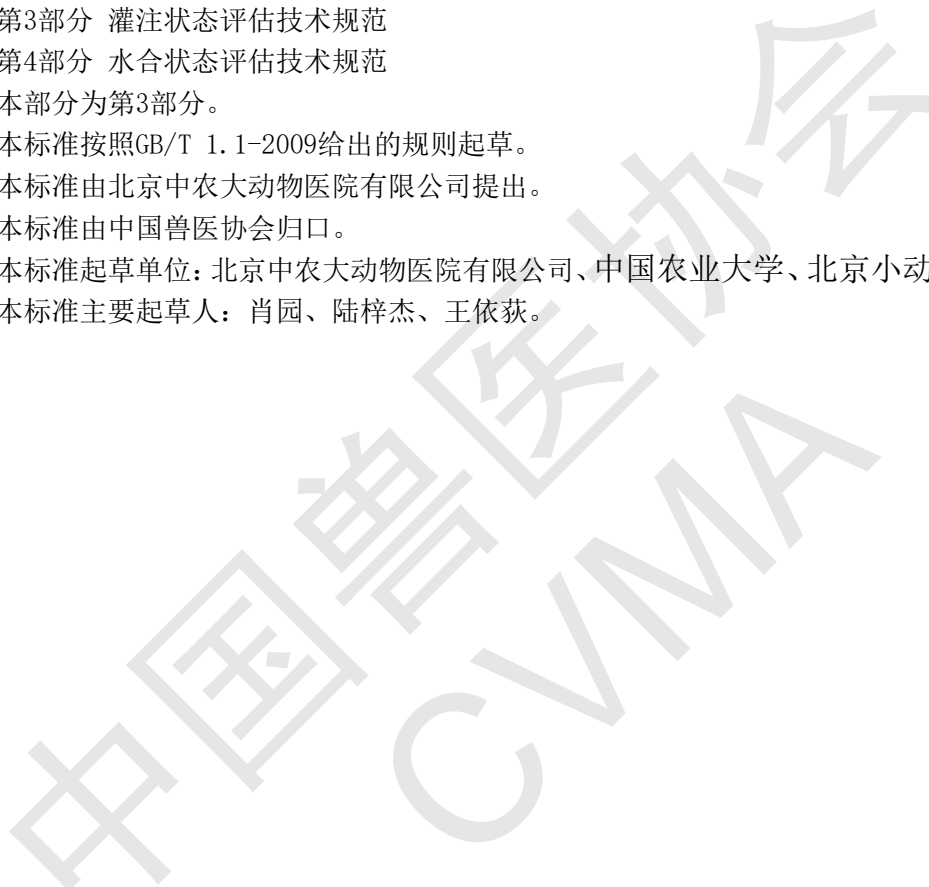 第3部分 灌注状态评估技术规范
第4部分 水合状态评估技术规范
本部分为第3部分。
本标准按照GB/T 1.1-2009给出的规则起草。
本标准由北京中农大动物医院有限公司提出。
本标准由中国兽医协会归口。
本标准起草单位：北京中农大动物医院有限公司、中国农业大学、北京小动
本标准主要起草人：肖园、陆梓杰、王依荻。
中国兽医协会
CVMA